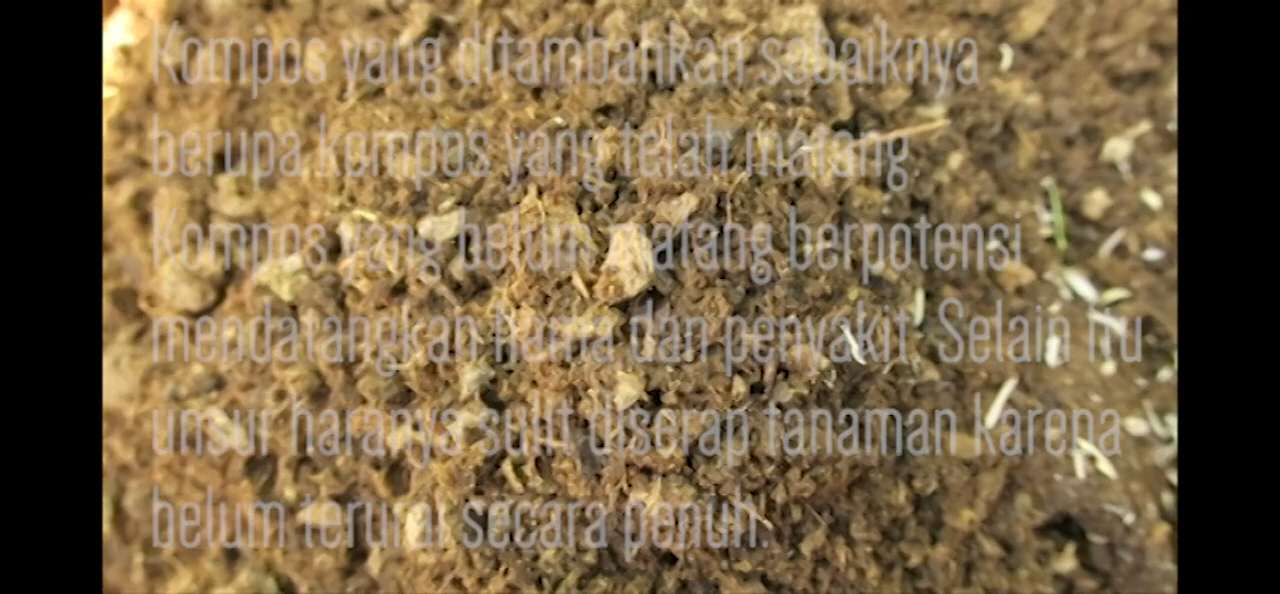 Kompos yang ditambahkan sebaiknya
berupa kompos yang telah matang.
Kompos yang belum matang berpotensi
mendatangkan hama dan penyakit. Selain itu
unsur haranya sulit diserap tanaman karena
belum terurai secara penuh.